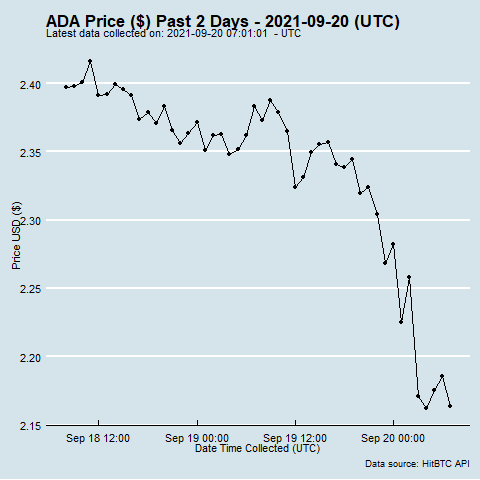 ADA Price ($) Past 2 Days - 2021-09-20 (UTC)
Latest data collected on: 2021-09-20 07:01:01 - UTC
2.40
2.35
2.30
2.25
2.20
2.15
Price USD ($)
Sep 18 12:00
Sep 19 00:00
Sep 19 12:00
Sep 20 00:00
Date Time Collected (UTC)
Data source: HitBTC API